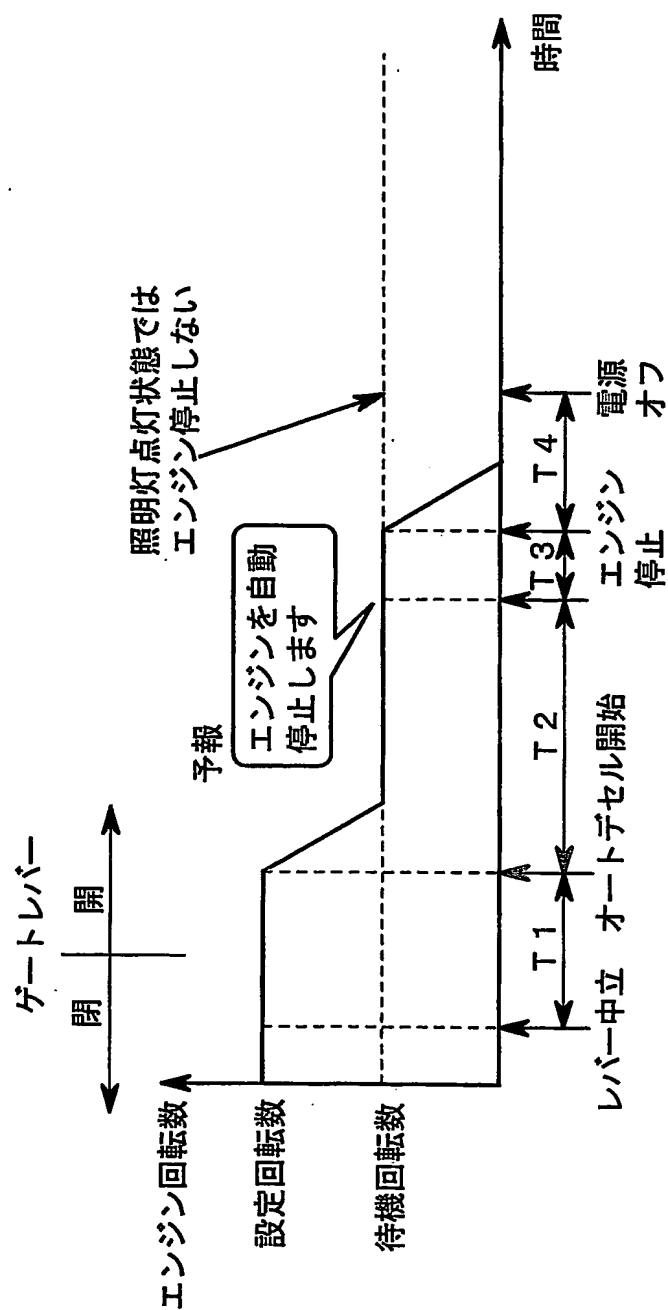 ゲートレバー
閉
開
エンジン回転数
設定回転数
待機回転数
予報
エンジンを自動
停止します
照明灯点灯状態では
エンジン停止しない
T1
T2
T3
T4
レバー中立
オートデセル開始
エンジン
停止
電源
オフ
時間